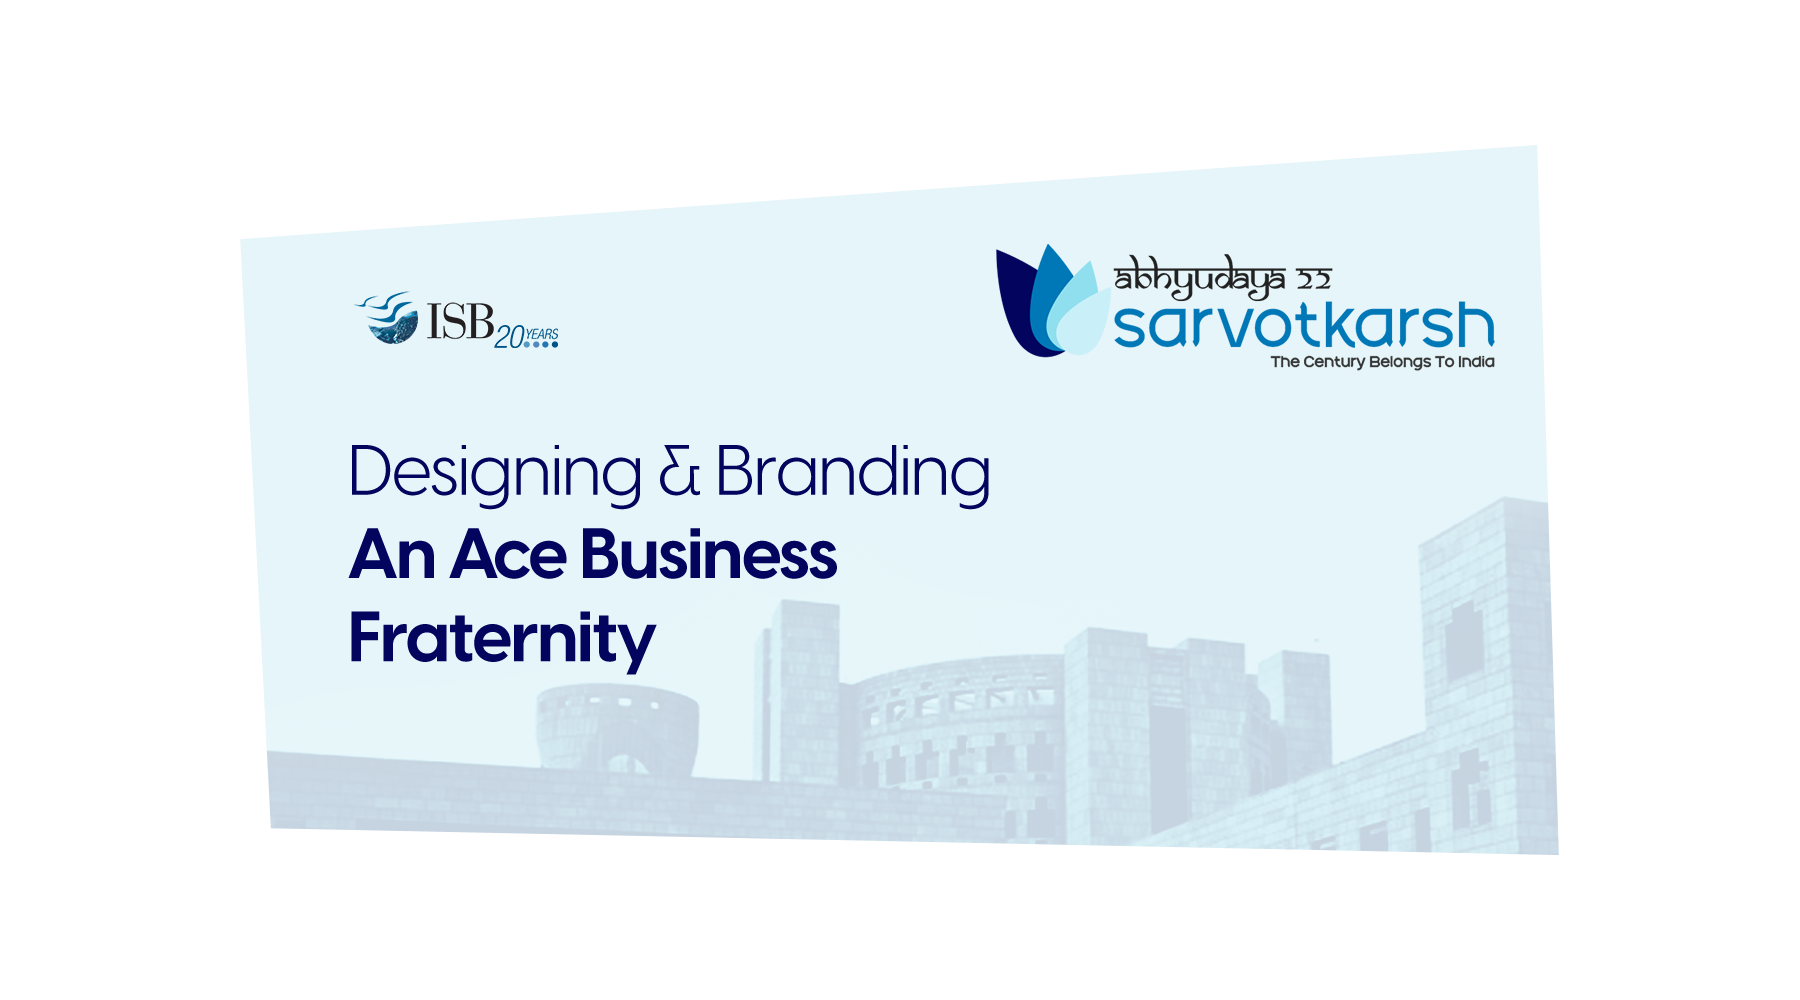 ISB
20 YEARS
abhyudaya 22
sarvotkarsh
The Century Belongs To India
Designing & Branding
An Ace Business
Fraternity